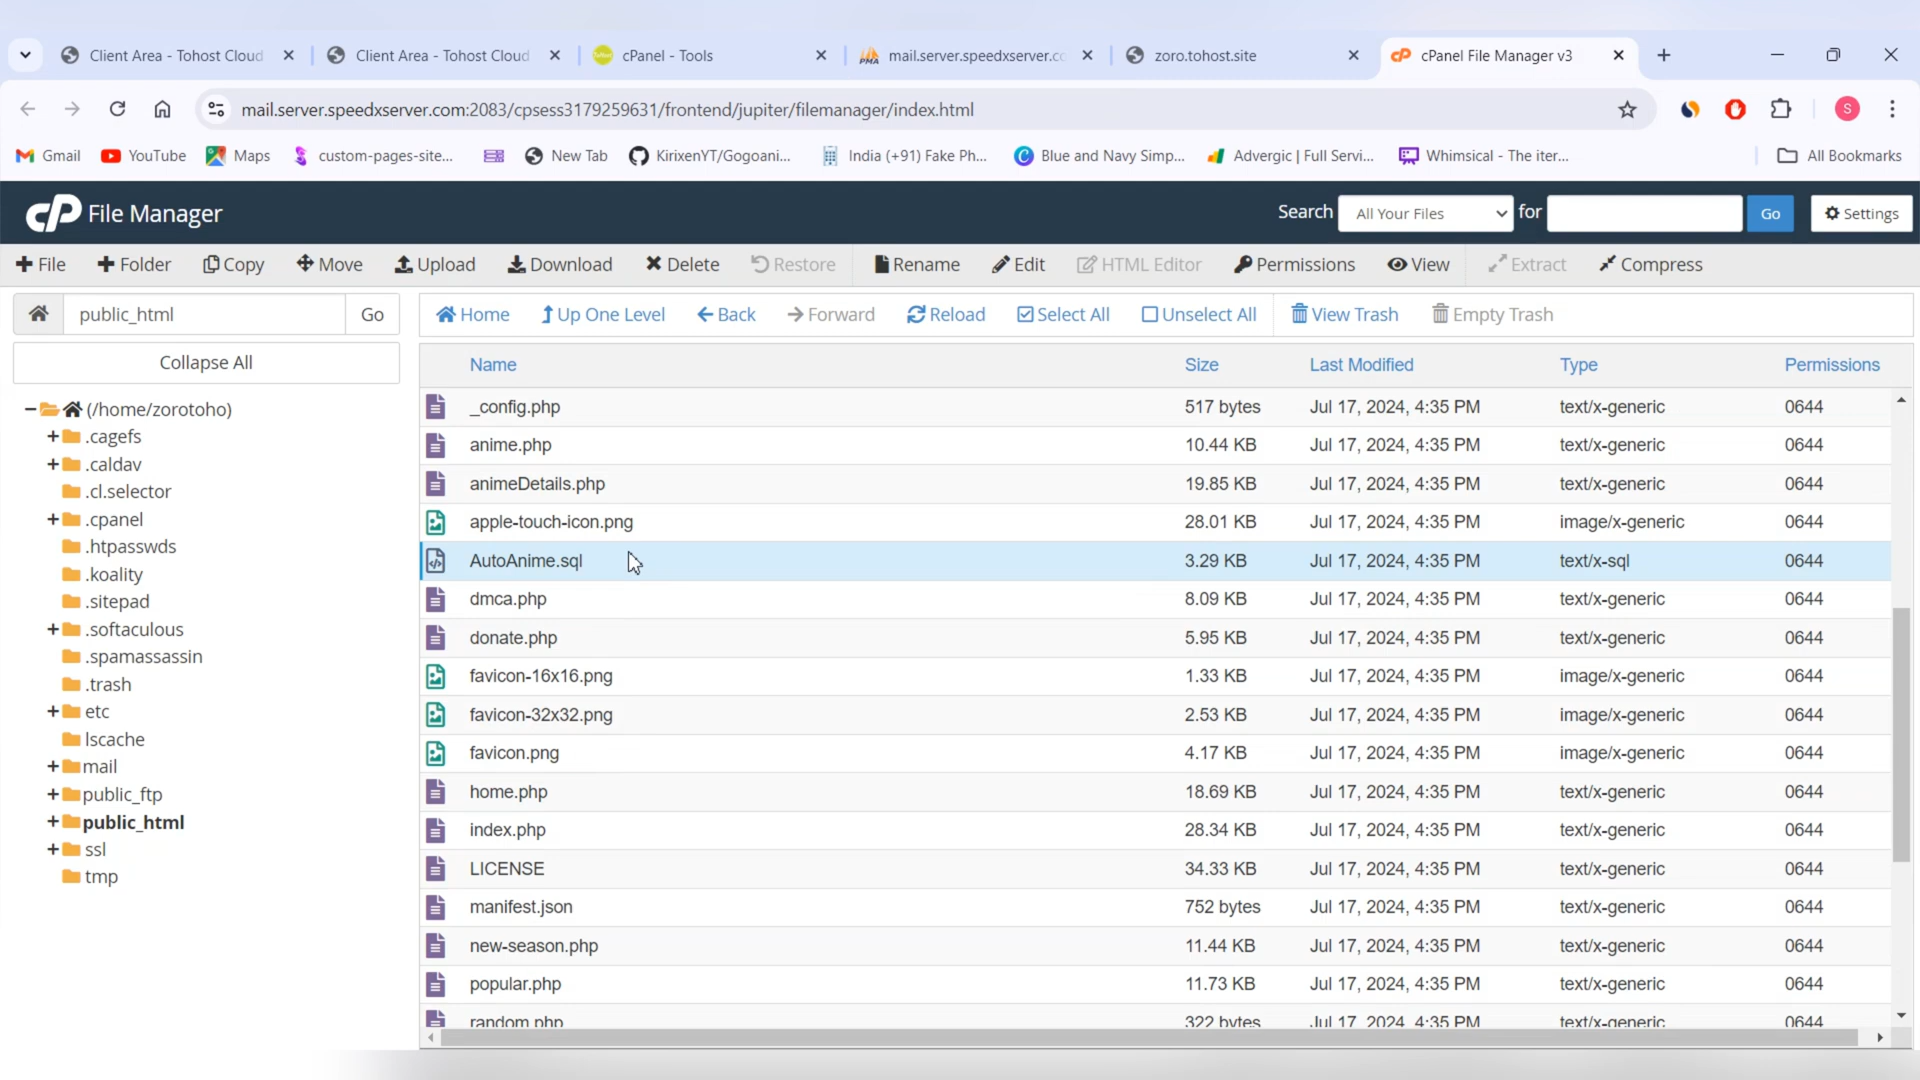 Client Area - Tohost Cloud
Client Area - Tohost Cloud
cPanel - Tools
PMA mail.server.speedxserver.co
zoro.tohost.site
cP cPanel File Manager v3
mail.server.speedxserver.com:2083/cpsess3179259631/frontend/jupiter/filemanager/index.html
S
Gmail
YouTube
Maps
custom-pages-site...
New Tab
KirixenYT/Gogoani...
India (+91) Fake Ph...
Blue and Navy Simp...
Advergic | Full Servi...
Whimsical - The iter...
All Bookmarks
cP File Manager
Search All Your Files for Go Settings
File Folder Copy Move Upload Download Delete Restore Rename Edit HTML Editor Permissions View Extract Compress
public_html Go
Home Up One Level Back Forward Reload Select All Unselect All View Trash Empty Trash
Collapse All
(/home/zorotoho)
.cagefs
.caldav
.cl.selector
.cpanel
.htpasswds
.koality
.sitepad
.softaculous
.spamassassin
.trash
etc
lscache
mail
public_ftp
public_html
ssl
tmp
Name Size Last Modified Type Permissions
_config.php 517 bytes Jul 17, 2024, 4:35 PM text/x-generic 0644
anime.php 10.44 KB Jul 17, 2024, 4:35 PM text/x-generic 0644
animeDetails.php 19.85 KB Jul 17, 2024, 4:35 PM text/x-generic 0644
apple-touch-icon.png 28.01 KB Jul 17, 2024, 4:35 PM image/x-generic 0644
AutoAnime.sql 3.29 KB Jul 17, 2024, 4:35 PM text/x-sql 0644
dmca.php 8.09 KB Jul 17, 2024, 4:35 PM text/x-generic 0644
donate.php 5.95 KB Jul 17, 2024, 4:35 PM text/x-generic 0644
favicon-16x16.png 1.33 KB Jul 17, 2024, 4:35 PM image/x-generic 0644
favicon-32x32.png 2.53 KB Jul 17, 2024, 4:35 PM image/x-generic 0644
favicon.png 4.17 KB Jul 17, 2024, 4:35 PM image/x-generic 0644
home.php 18.69 KB Jul 17, 2024, 4:35 PM text/x-generic 0644
index.php 28.34 KB Jul 17, 2024, 4:35 PM text/x-generic 0644
LICENSE 34.33 KB Jul 17, 2024, 4:35 PM text/x-generic 0644
manifest.json 752 bytes Jul 17, 2024, 4:35 PM text/x-generic 0644
new-season.php 11.44 KB Jul 17, 2024, 4:35 PM text/x-generic 0644
popular.php 11.73 KB Jul 17, 2024, 4:35 PM text/x-generic 0644
random.php 322 bytes Jul 17, 2024, 4:35 PM text/x-generic 0644